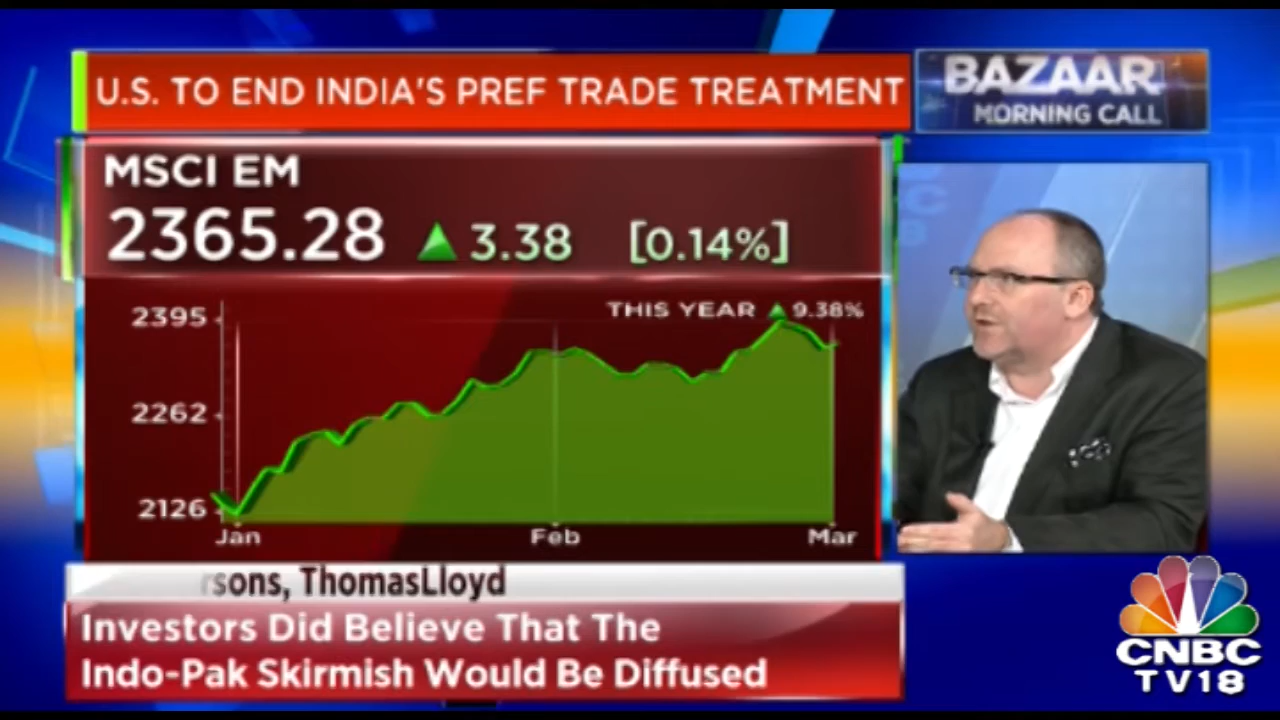 U.S. TO END INDIA'S PREF TRADE TREATMENT
BAZAAR
MORNING CALL
MSCI EM
2365.28 ▲ 3.38 [0.14%]
THIS YEAR ▲ 9.38%
2395
2262
2126
Jan Feb Mar
rsons, ThomasLloyd
Investors Did Believe That The
Indo-Pak Skirmish Would Be Diffused
CNBC
TV18